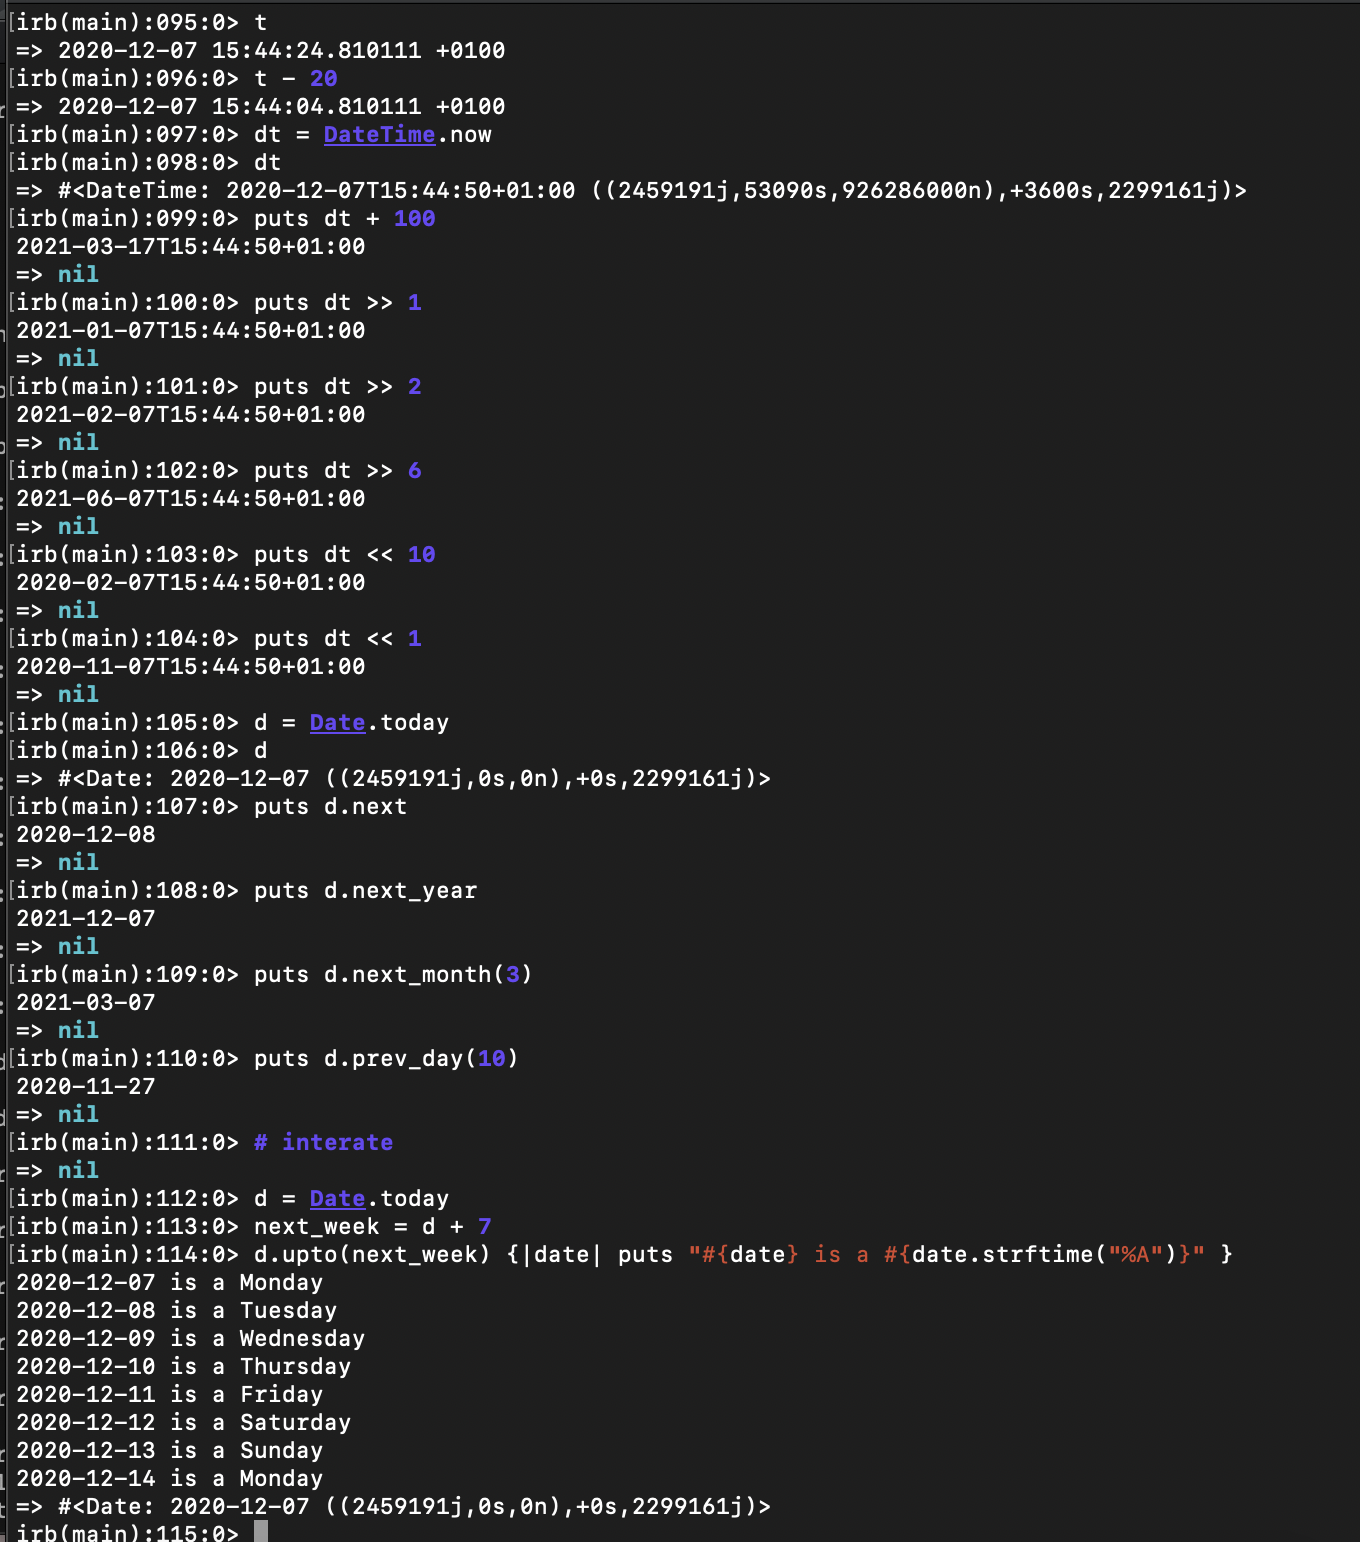 [irb(main):095:0> t
=> 2020-12-07 15:44:24.810111 +0100
[irb(main):096:0> t - 20
=> 2020-12-07 15:44:04.810111 +0100
[irb(main):097:0> dt = DateTime.now
[irb(main):098:0> dt
=> #<DateTime: 2020-12-07T15:44:50+01:00 ((2459191j,53090s,926286000n),+3600s,2299161j)>
[irb(main):099:0> puts dt + 100
2021-03-17T15:44:50+01:00
=> nil
[irb(main):100:0> puts dt >> 1
2021-01-07T15:44:50+01:00
=> nil
[irb(main):101:0> puts dt >> 2
2021-02-07T15:44:50+01:00
=> nil
[irb(main):102:0> puts dt >> 6
2021-06-07T15:44:50+01:00
=> nil
[irb(main):103:0> puts dt << 10
2020-02-07T15:44:50+01:00
=> nil
[irb(main):104:0> puts dt << 1
2020-11-07T15:44:50+01:00
=> nil
[irb(main):105:0> d = Date.today
[irb(main):106:0> d
=> #<Date: 2020-12-07 ((2459191j,0s,0n),+0s,2299161j)>
[irb(main):107:0> puts d.next
2020-12-08
=> nil
[irb(main):108:0> puts d.next_year
2021-12-07
=> nil
[irb(main):109:0> puts d.next_month(3)
2021-03-07
=> nil
[irb(main):110:0> puts d.prev_day(10)
2020-11-27
=> nil
[irb(main):111:0> # interate
=> nil
[irb(main):112:0> d = Date.today
[irb(main):113:0> next_week = d + 7
[irb(main):114:0> d.upto(next_week) {|date| puts "#{date} is a #{date.strftime("%A")}" }
2020-12-07 is a Monday
2020-12-08 is a Tuesday
2020-12-09 is a Wednesday
2020-12-10 is a Thursday
2020-12-11 is a Friday
2020-12-12 is a Saturday
2020-12-13 is a Sunday
2020-12-14 is a Monday
=> #<Date: 2020-12-07 ((2459191j,0s,0n),+0s,2299161j)>
irb(main):115:0>